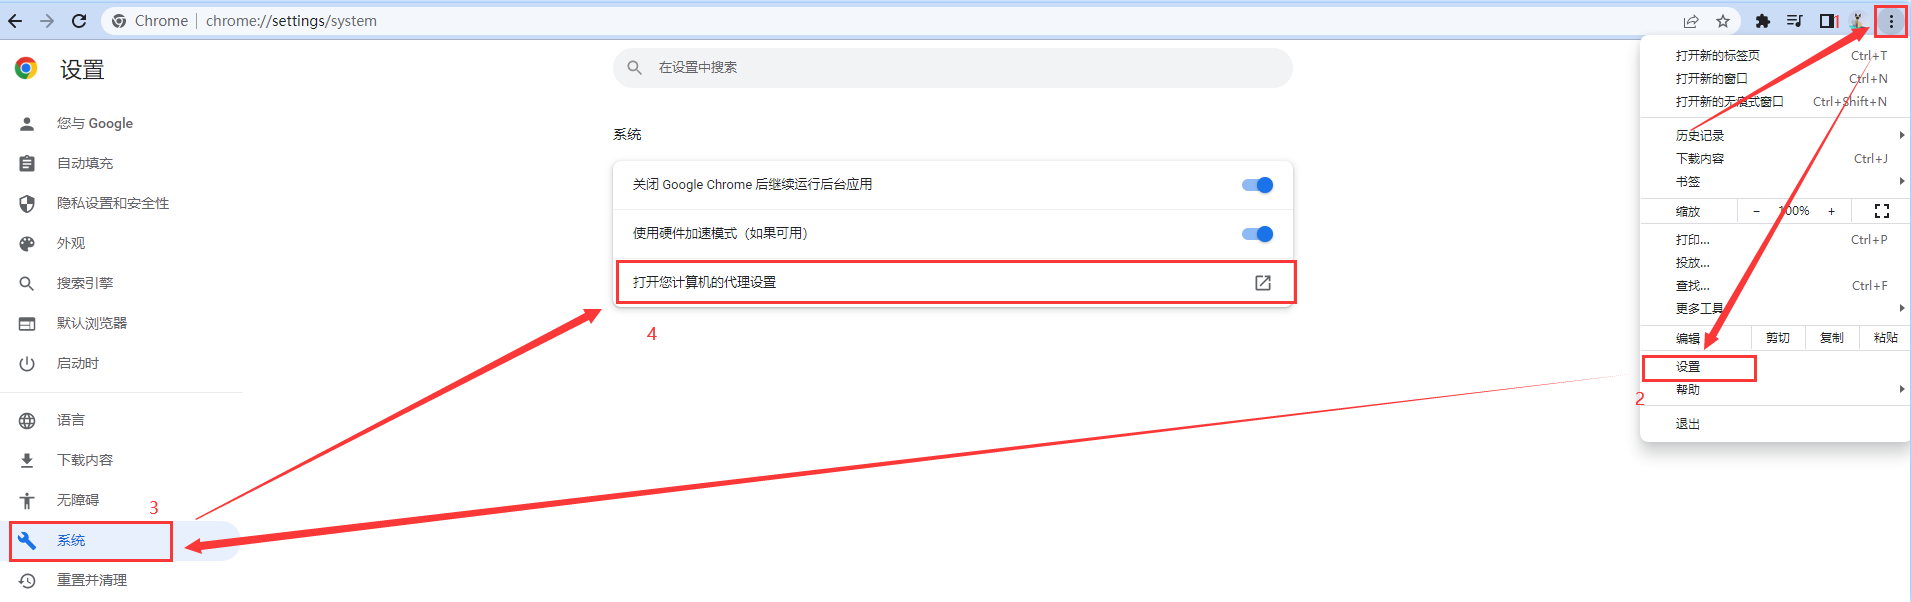 Chrome | chrome://settings/system
1
设置
在设置中搜索
您与 Google
自动填充
隐私设置和安全性
外观
搜索引擎
默认浏览器
启动时
语言
下载内容
无障碍
3
系统
重置并清理
系统
关闭 Google Chrome 后继续运行后台应用
使用硬件加速模式（如果可用）
打开您计算机的代理设置
4
打开新的标签页 Ctrl+T
打开新的窗口 Ctrl+N
打开新的无痕式窗口 Ctrl+Shift+N
历史记录
下载内容 Ctrl+J
书签
缩放 - 100% +
打印... Ctrl+P
投放...
查找... Ctrl+F
更多工具
编辑 剪切 复制 粘贴
设置
2
帮助
退出